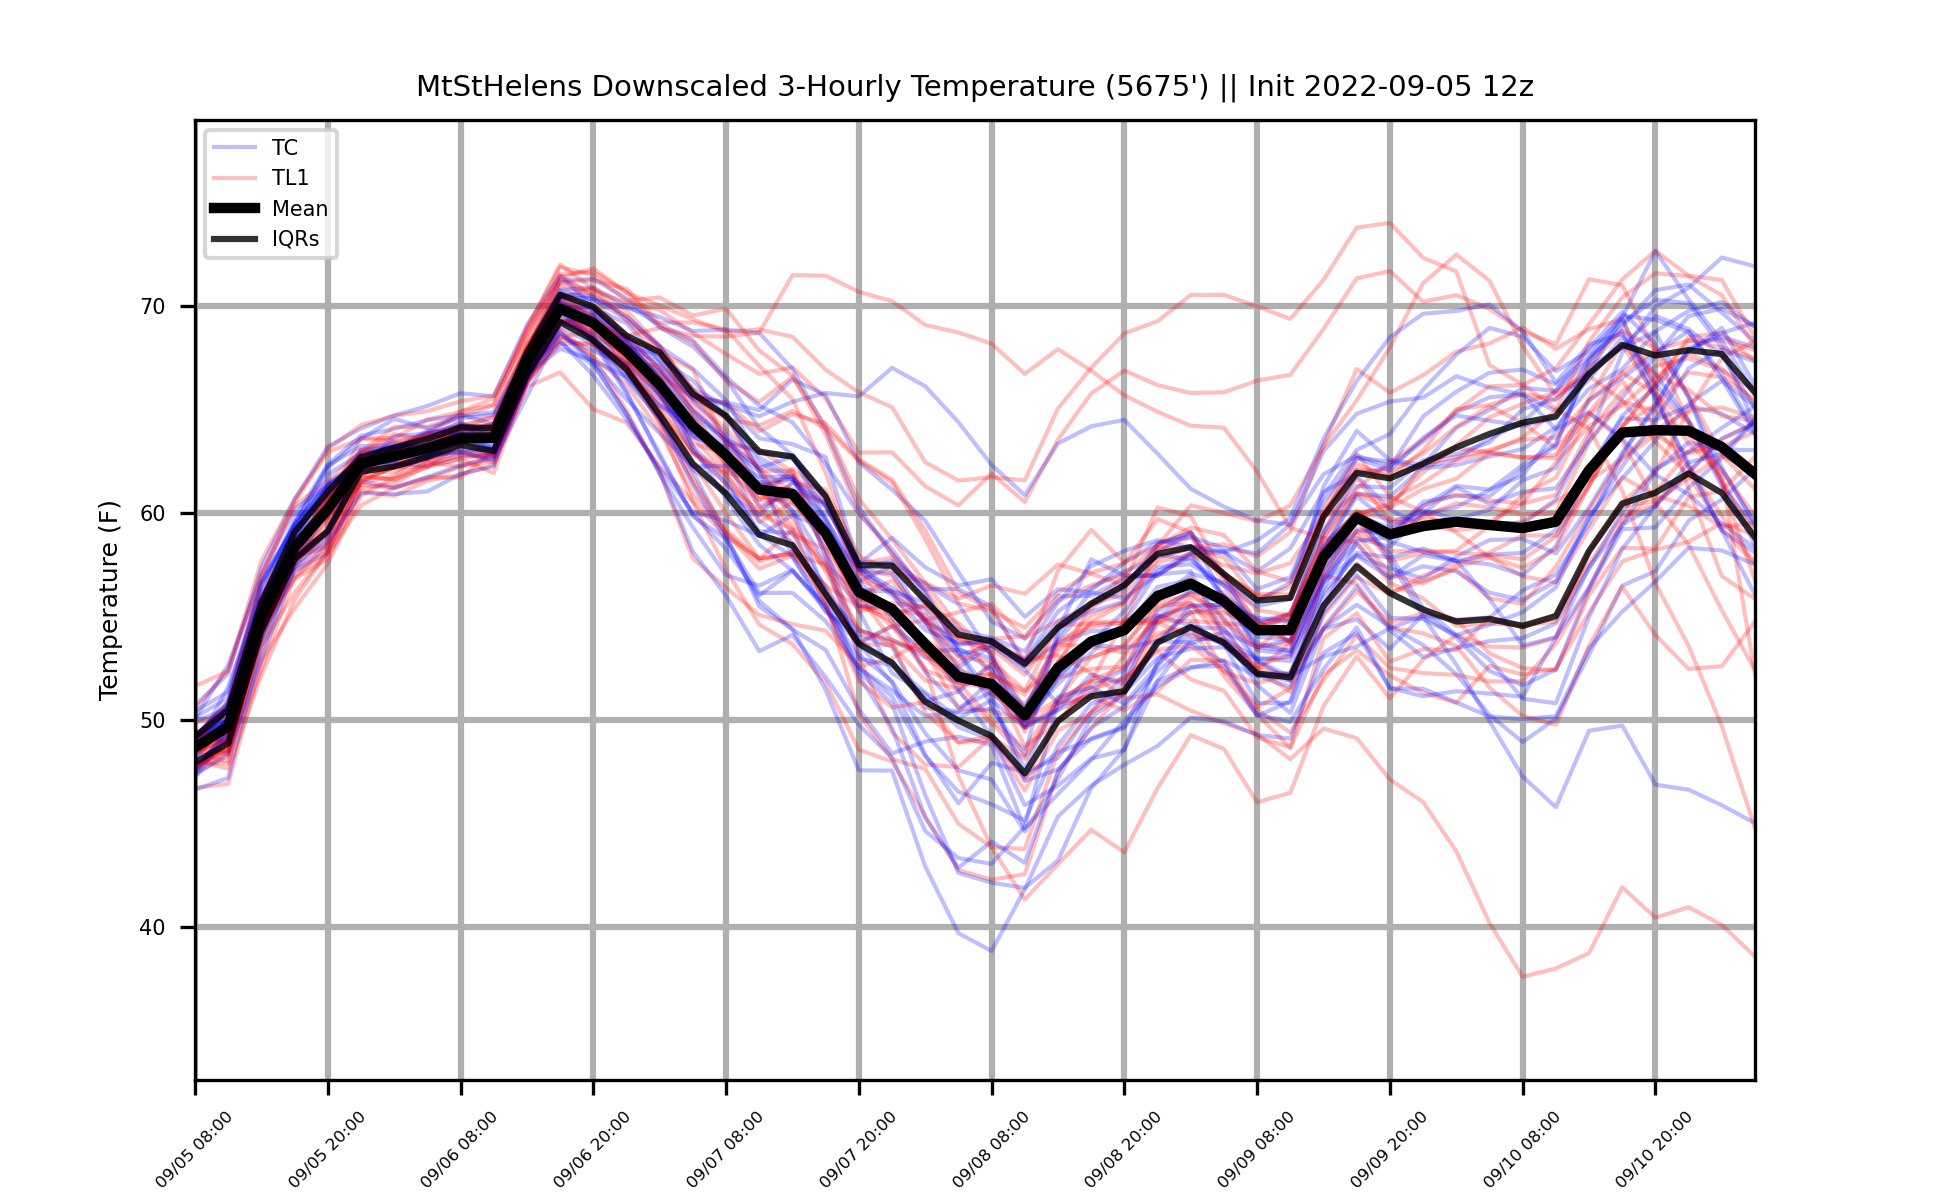 MtStHelens Downscaled 3-Hourly Temperature (5675') || Init 2022-09-05 12z
TC
TL1
Mean
IQRs
Temperature (F)
70
60
50
40
09/05 08:00
09/05 20:00
09/06 08:00
09/06 20:00
09/07 08:00
09/07 20:00
09/08 08:00
09/08 20:00
09/09 08:00
09/09 20:00
09/10 08:00
09/10 20:00